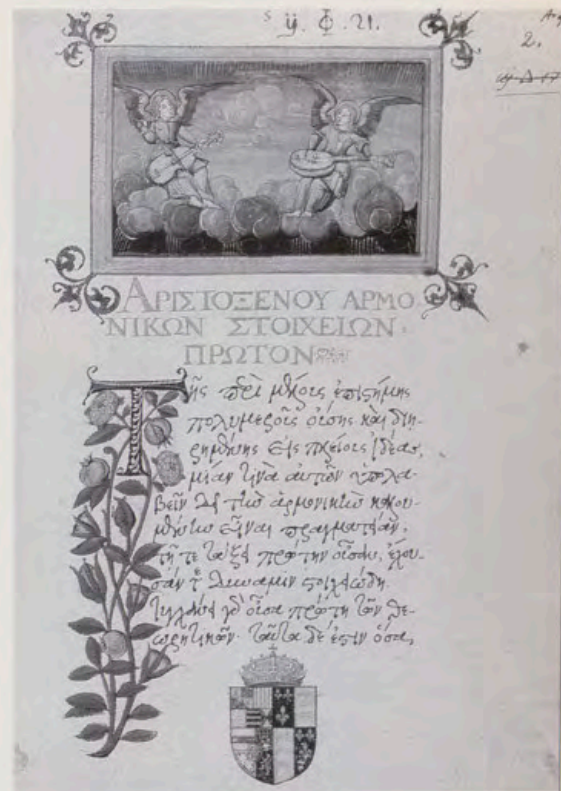 ÿ. Φ. 21.
2.
ΑΡΙΣΤΟΞΕΝΟΥ ΑΡΜΟ
ΝΙΚΩΝ ΣΤΟΙΧΕΙΩΝ
ΠΡΩΤΟΝ
Τῆς περὶ μέλους ἐπιστήμης
πολυμεροῦς οὔσης καὶ διη-
ρημένης εἰς πλείους ἰδέας,
μίαν τινὰ αὐτῶν ὑπολα-
βεῖν δεῖ τὴν ἁρμονικὴν καλου-
μένην εἶναι πραγματείαν,
τῆ τε τάξει πρώτην οὖσαν, ἔχου-
σάν τε δύναμιν στοιχειώδη.
τυγχάνει γὰρ οὖσα πρώτη τῶν θε-
ωρητικῶν· ταῦτα δέ ἐστιν ὅσα,